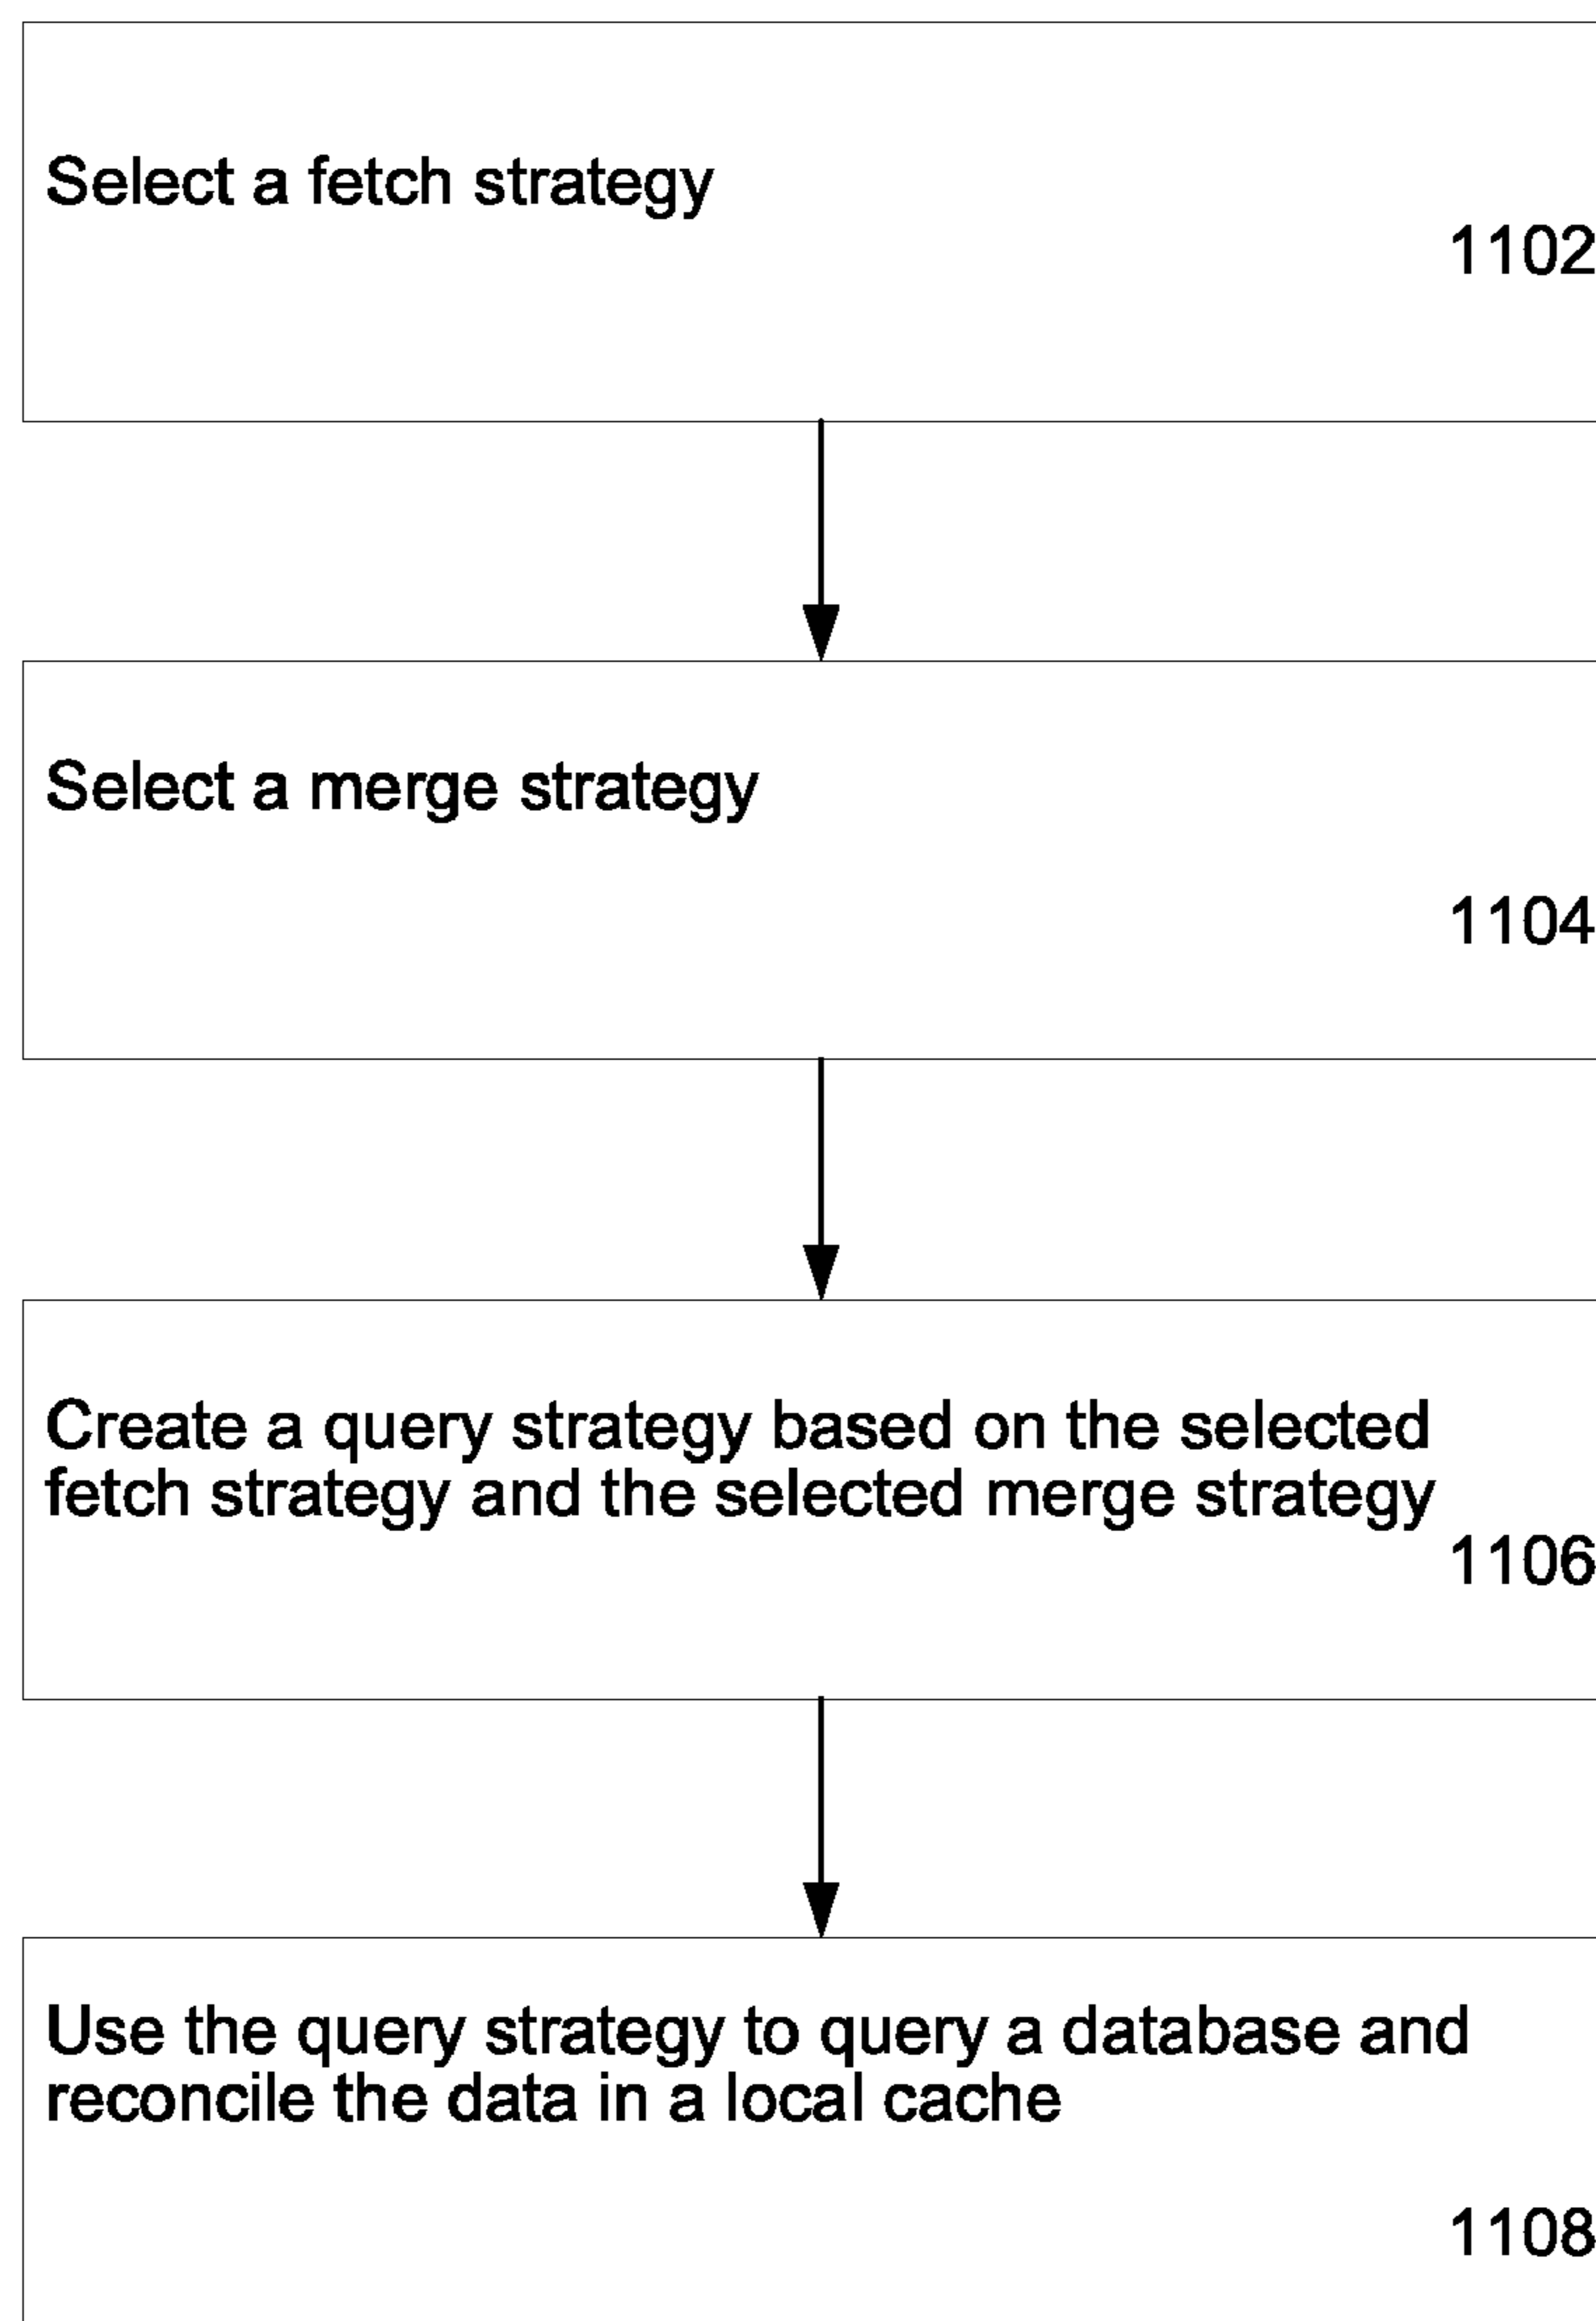 Select a fetch strategy
1102
Select a merge strategy
1104
Create a query strategy based on the selected
fetch strategy and the selected merge strategy
1106
Use the query strategy to query a database and
reconcile the data in a local cache
1108